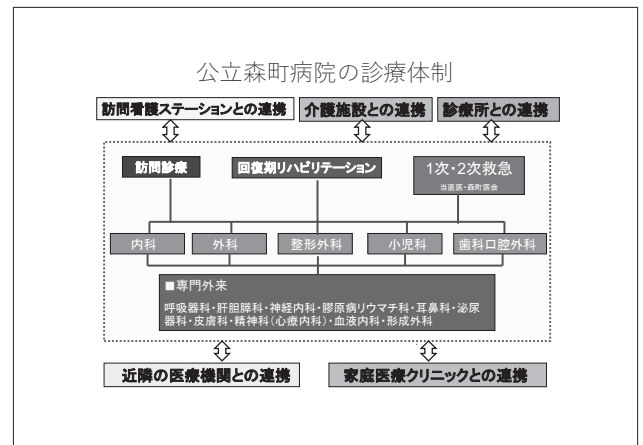 公立森町病院の診療体制
訪問看護ステーションとの連携
介護施設との連携
診療所との連携
訪問診療
回復期リハビリテーション
1次・2次救急
当直医・森町医会
内科
外科
整形外科
小児科
歯科口腔外科
■専門外来
呼吸器科・肝胆膵科・神経内科・膠原病リウマチ科・耳鼻科・泌尿
器科・皮膚科・精神科(心療内科)・血液内科・形成外科
近隣の医療機関との連携
家庭医療クリニックとの連携